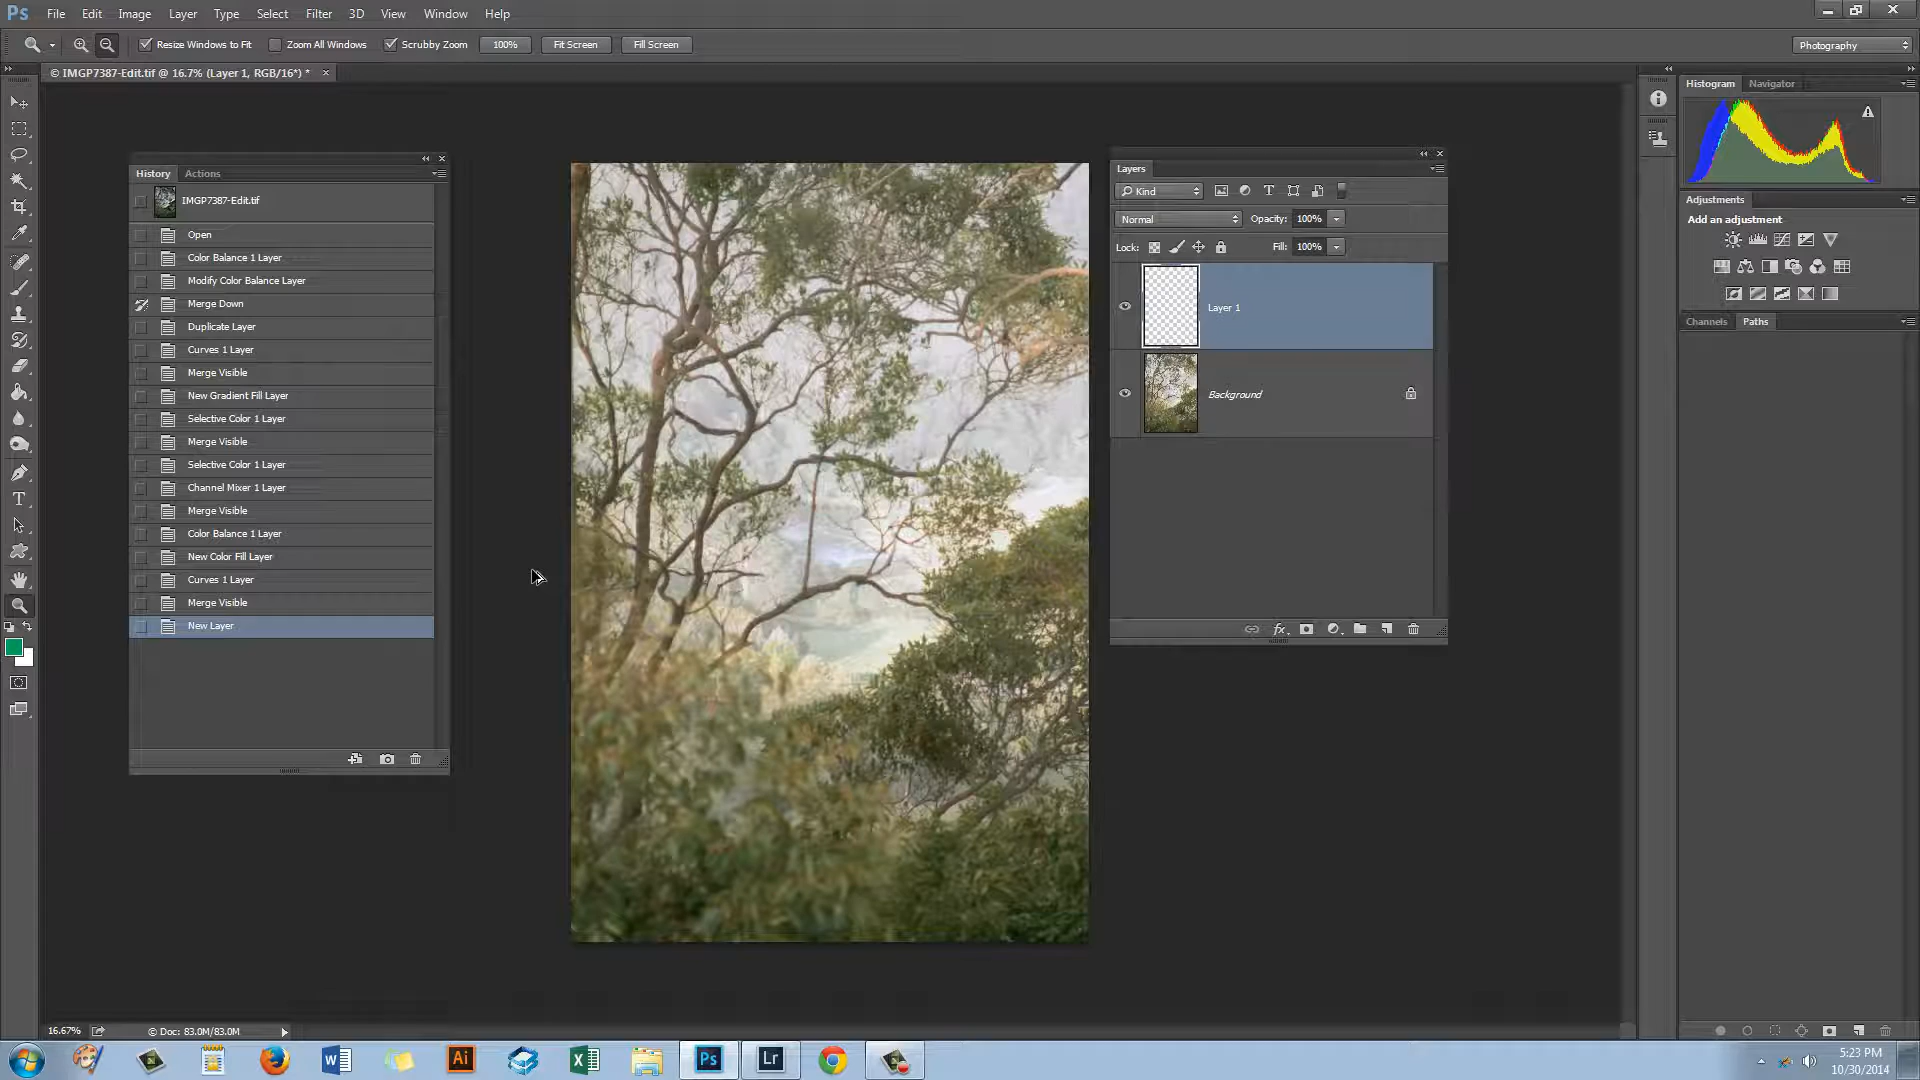 Ps File Edit Image Layer Type Select Filter 3D View Window Help
Resize Windows to Fit Zoom All Windows Scrubby Zoom 100% Fit Screen Fill Screen Photography
© IMGP7387-Edit.tif @ 16.7% (Layer 1, RGB/16*) *
Histogram Navigator
History Actions
IMGP7387-Edit.tif
Open
Color Balance 1 Layer
Modify Color Balance Layer
Merge Down
Duplicate Layer
Curves 1 Layer
Merge Visible
New Gradient Fill Layer
Selective Color 1 Layer
Merge Visible
Selective Color 1 Layer
Channel Mixer 1 Layer
Merge Visible
Color Balance 1 Layer
New Color Fill Layer
Curves 1 Layer
Merge Visible
New Layer
Layers
Kind
Normal Opacity: 100%
Lock: Fill: 100%
Layer 1
Background
Adjustments
Add an adjustment
Channels Paths
16.67% © Doc: 83.0M/83.0M
Ai Ps Lr
5:23 PM
10/30/2014